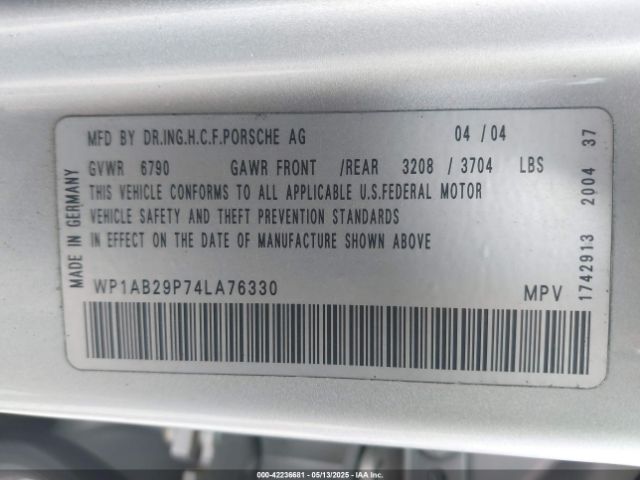 MFD BY DR.ING.H.C.F.PORSCHE AG 04 /04
GVWR 6790 GAWR FRONT /REAR 3208 / 3704 LBS
THIS VEHICLE CONFORMS TO ALL APPLICABLE U.S.FEDERAL MOTOR
VEHICLE SAFETY AND THEFT PREVENTION STANDARDS
IN EFFECT ON THE DATE OF MANUFACTURE SHOWN ABOVE
WP1AB29P74LA76330 MPV
MADE IN GERMANY
1742913 2004 37
00-42236681 | 05/13/2025 | IAA Inc.